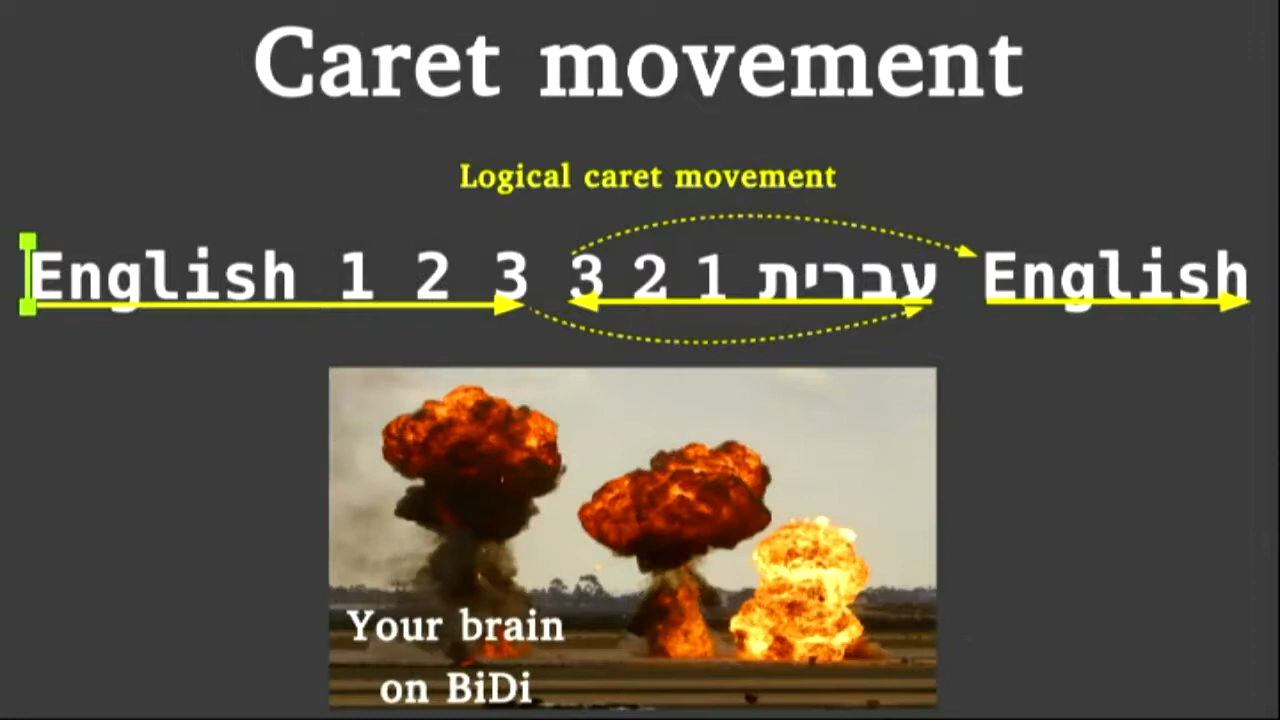 Caret movement
Logical caret movement
English 1 2 3 עברית 1 2 3 English
Your brain
on BiDi